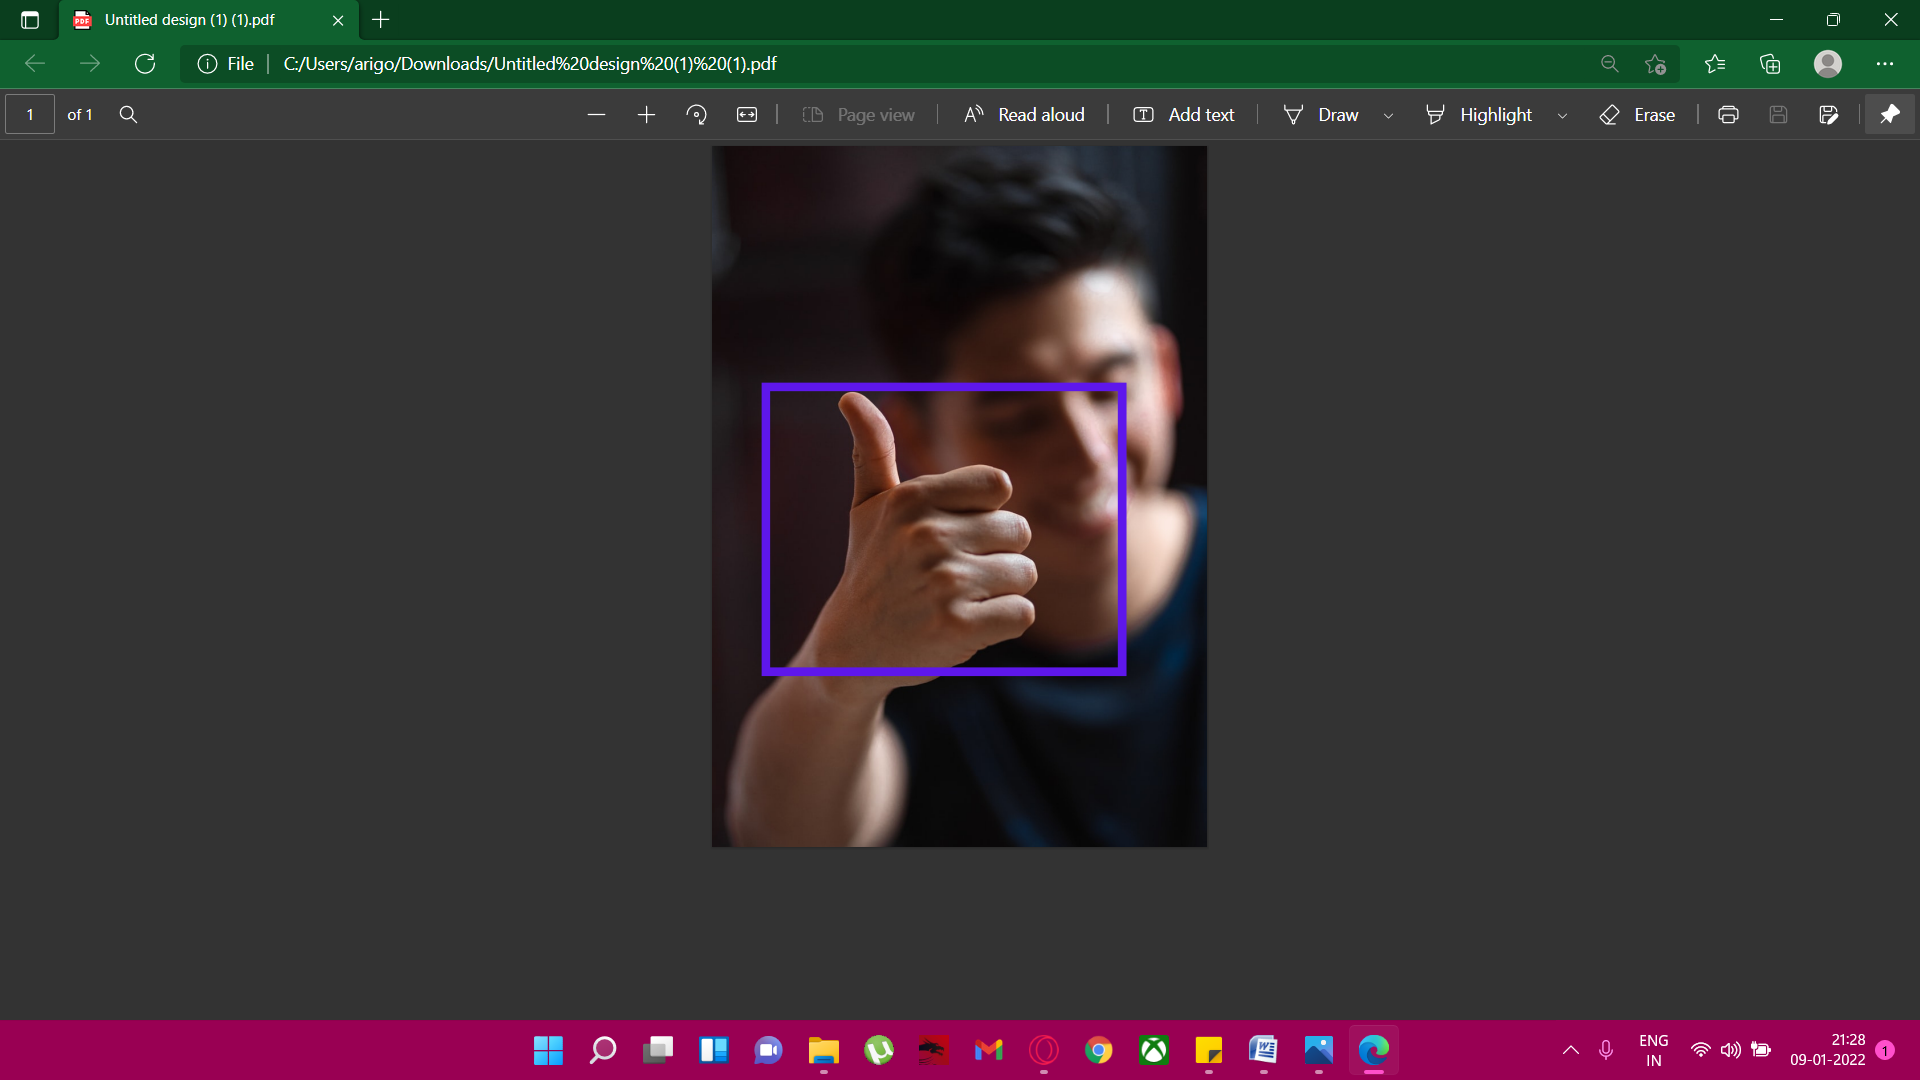 Untitled design (1) (1).pdf
File
C:/Users/arigo/Downloads/Untitled%20design%20(1)%20(1).pdf
1 of 1
Page view
Read aloud
Add text
Draw
Highlight
Erase
ENG
IN
21:28
09-01-2022
1